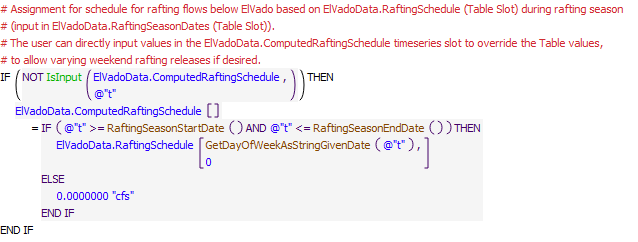 # Assignment for schedule for rafting flows below ElVado based on ElVadoData.RaftingSchedule (Table Slot) during rafting season
# (input in ElVadoData.RaftingSeasonDates (Table Slot)).
# The user can directly input values in the ElVadoData.ComputedRaftingSchedule timeseries slot to override the Table values,
# to allow varying weekend rafting releases if desired.
IF ( NOT IsInput ( ElVadoData.ComputedRaftingSchedule , ) ) THEN
@"t"
ElVadoData.ComputedRaftingSchedule [ ]
= IF ( @"t" >= RaftingSeasonStartDate ( ) AND @"t" <= RaftingSeasonEndDate ( ) ) THEN
ElVadoData.RaftingSchedule [ GetDayOfWeekAsStringGivenDate ( @"t" ) , ]
0
ELSE
0.0000000 "cfs"
END IF
END IF